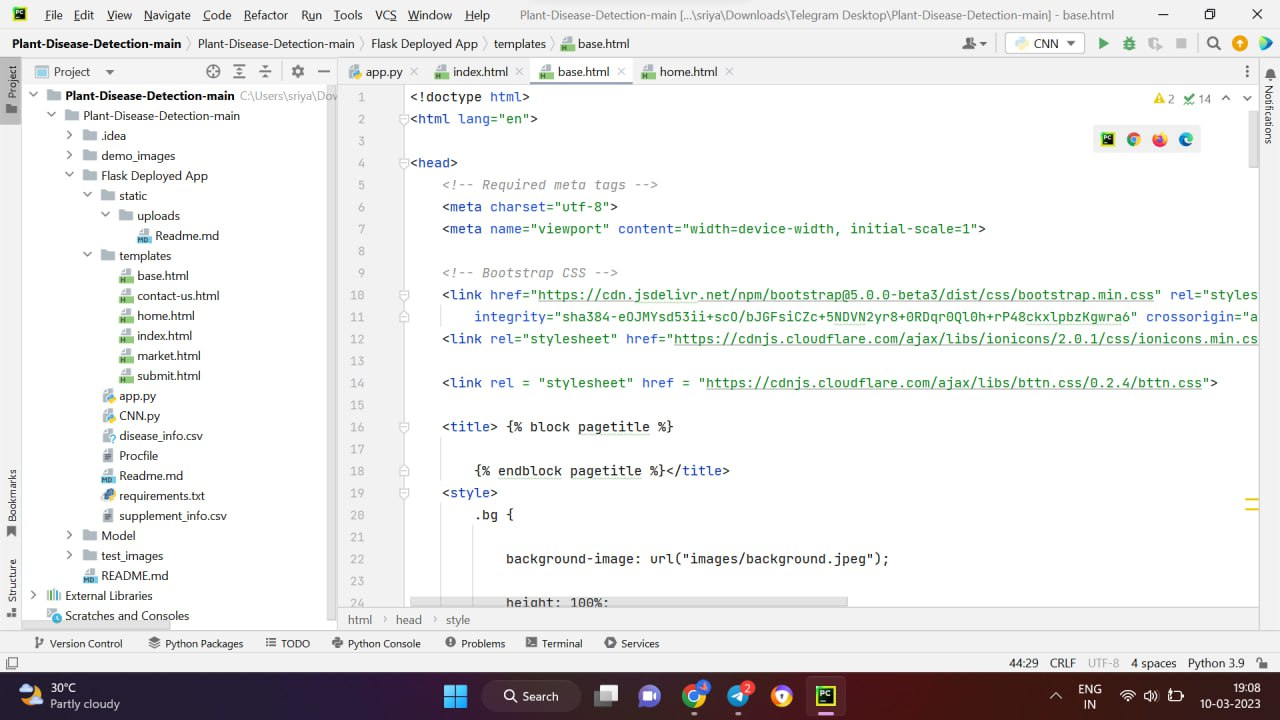 File Edit View Navigate Code Refactor Run Tools VCS Window Help Plant-Disease-Detection-main [...\sriya\Downloads\Telegram Desktop\Plant-Disease-Detection-main] - base.html
Plant-Disease-Detection-main Plant-Disease-Detection-main Flask Deployed App templates base.html CNN
Project app.py index.html base.html home.html
Project
Plant-Disease-Detection-main C:\Users\sriya\Dow
Plant-Disease-Detection-main
.idea
demo_images
Flask Deployed App
static
uploads
Readme.md
templates
base.html
contact-us.html
home.html
index.html
market.html
submit.html
app.py
CNN.py
disease_info.csv
Procfile
Readme.md
requirements.txt
supplement_info.csv
Model
test_images
README.md
External Libraries
Scratches and Consoles
Bookmarks
Structure
Notifications
2 14
1 <!doctype html>
2 <html lang="en">
3
4 <head>
5 <!-- Required meta tags -->
6 <meta charset="utf-8">
7 <meta name="viewport" content="width=device-width, initial-scale=1">
8
9 <!-- Bootstrap CSS -->
10 <link href="https://cdn.jsdelivr.net/npm/bootstrap@5.0.0-beta3/dist/css/bootstrap.min.css" rel="styles
11 integrity="sha384-eOJMYsd53ii+scO/bJGFsiCZc+5NDVN2yr8+0RDqr0Ql0h+rP48ckxlpbzKgwra6" crossorigin="a
12 <link rel="stylesheet" href="https://cdnjs.cloudflare.com/ajax/libs/ionicons/2.0.1/css/ionicons.min.cs
13
14 <link rel = "stylesheet" href = "https://cdnjs.cloudflare.com/ajax/libs/bttn.css/0.2.4/bttn.css">
15
16 <title> {% block pagetitle %}
17
18 {% endblock pagetitle %}</title>
19 <style>
20 .bg {
21
22 background-image: url("images/background.jpeg");
23
24 height: 100%;
html head style
Version Control Python Packages TODO Python Console Problems Terminal Services
44:29 CRLF UTF-8 4 spaces Python 3.9
30°C
Partly cloudy
Search
4
2
ENG
IN
19:08
10-03-2023